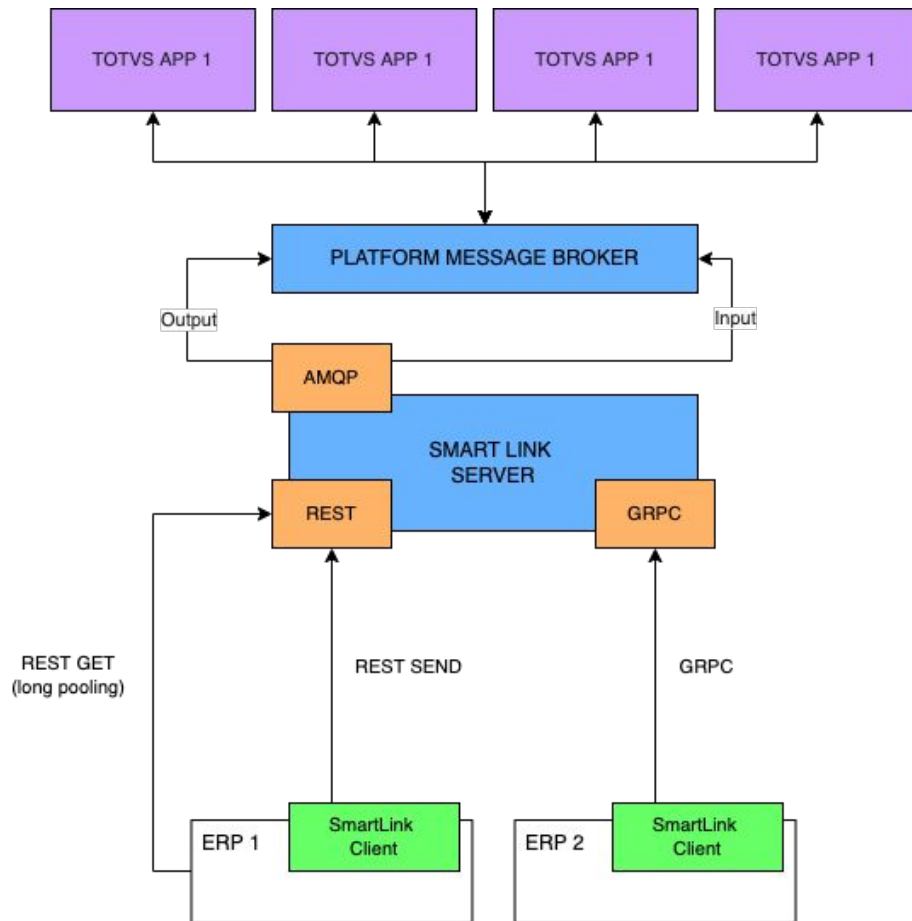 TOTVS APP 1
TOTVS APP 1
TOTVS APP 1
TOTVS APP 1
PLATFORM MESSAGE BROKER
Output
Input
AMQP
SMART LINK
SERVER
REST
GRPC
REST GET
(long pooling)
REST SEND
GRPC
ERP 1
SmartLink
Client
ERP 2
SmartLink
Client